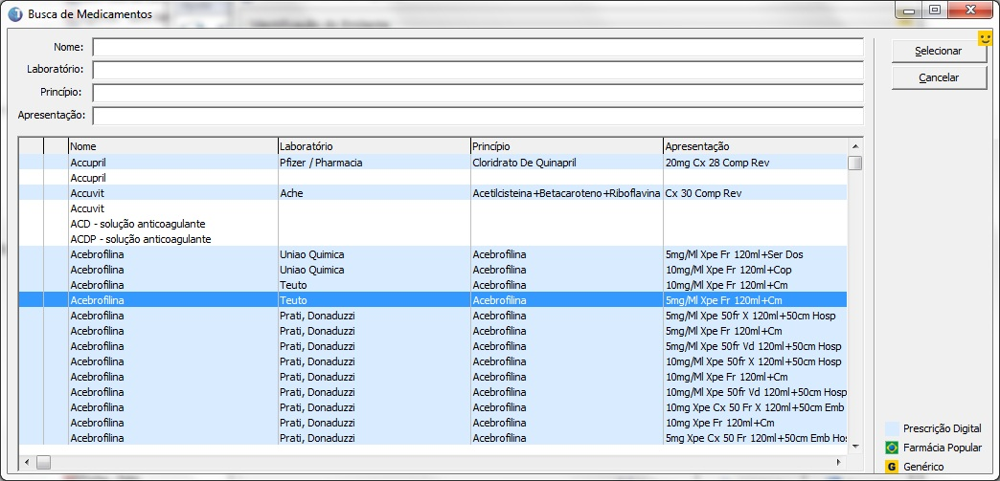 Busca de Medicamentos
Nome:
Laboratório:
Princípio:
Apresentação:
Selecionar
Cancelar
Nome Laboratório Princípio Apresentação
Accupril Pfizer / Pharmacia Cloridrato De Quinapril 20mg Cx 28 Comp Rev
Accupril
Accuvit Ache Acetilcisteina+Betacaroteno+Riboflavina Cx 30 Comp Rev
Accuvit
ACD - solução anticoagulante
ACDP - solução anticoagulante
Acebrofilina Uniao Quimica Acebrofilina 5mg/Ml Xpe Fr 120ml+Ser Dos
Acebrofilina Uniao Quimica Acebrofilina 10mg/Ml Xpe Fr 120ml+Cop
Acebrofilina Teuto Acebrofilina 10mg/Ml Xpe Fr 120ml+Cm
Acebrofilina Teuto Acebrofilina 5mg/Ml Xpe Fr 120ml+Cm
Acebrofilina Prati, Donaduzzi Acebrofilina 5mg/Ml Xpe 50fr X 120ml+50cm Hosp
Acebrofilina Prati, Donaduzzi Acebrofilina 5mg/Ml Xpe Fr 120ml+Cm
Acebrofilina Prati, Donaduzzi Acebrofilina 5mg/Ml Xpe 50fr Vd 120ml+50cm Hosp
Acebrofilina Prati, Donaduzzi Acebrofilina 10mg/Ml Xpe 50fr X 120ml+50cm Hosp
Acebrofilina Prati, Donaduzzi Acebrofilina 10mg/Ml Xpe Fr 120ml+Cm
Acebrofilina Prati, Donaduzzi Acebrofilina 10mg/Ml Xpe 50fr Vd 120ml+50cm Hosp
Acebrofilina Prati, Donaduzzi Acebrofilina 10mg Xpe Cx 50 Fr X 120ml+50cm Emb
Acebrofilina Prati, Donaduzzi Acebrofilina 10mg Xpe Fr 120ml+Cm
Acebrofilina Prati, Donaduzzi Acebrofilina 5mg Xpe Cx 50 Fr 120ml+50cm Emb Hos
Prescrição Digital
Farmácia Popular
G Genérico